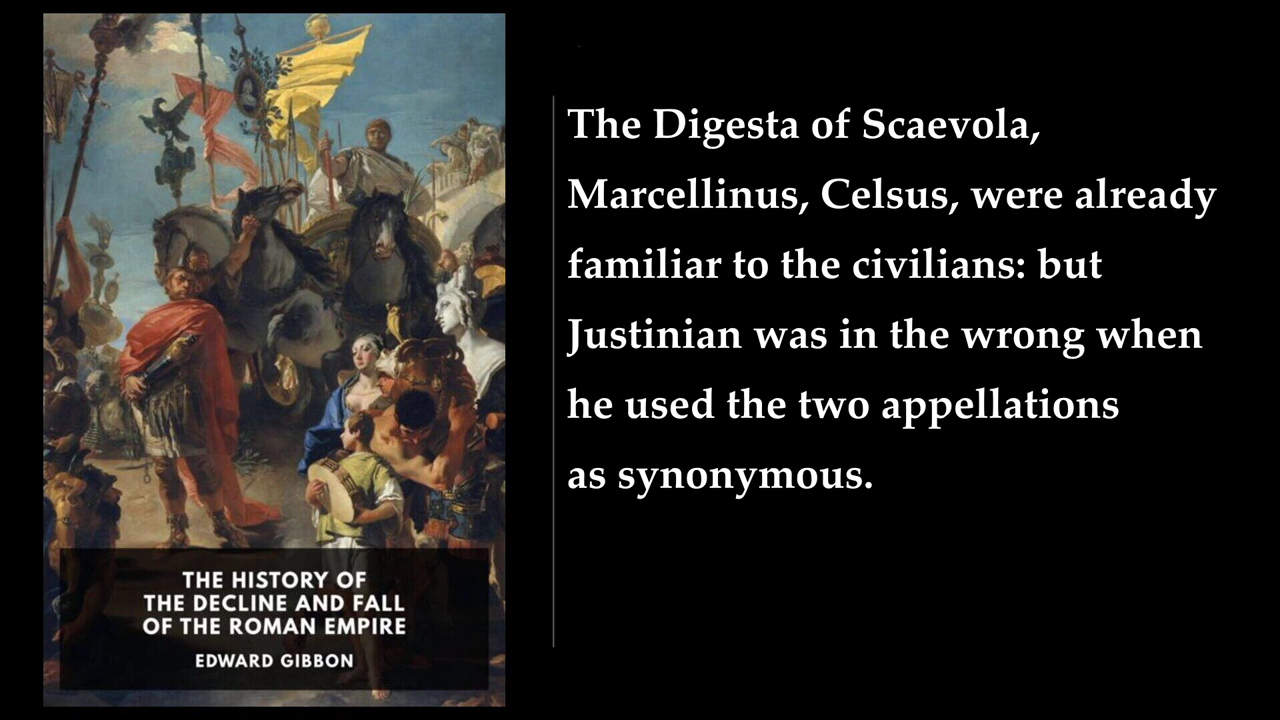 The Digesta of Scaevola,
Marcellinus, Celsus, were already
familiar to the civilians: but
Justinian was in the wrong when
he used the two appellations
as synonymous.
THE HISTORY OF
THE DECLINE AND FALL
OF THE ROMAN EMPIRE
EDWARD GIBBON